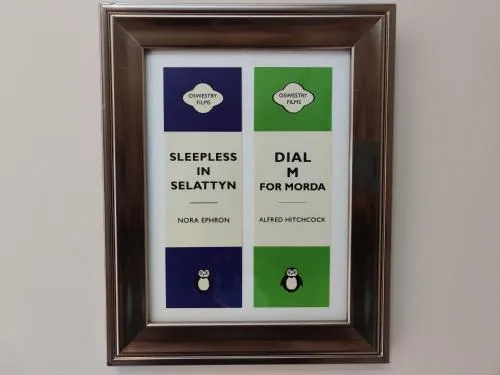 OSWESTRY
FILMS
SLEEPLESS
IN
SELATTYN
NORA EPHRON
OSWESTRY
FILMS
DIAL
M
FOR MORDA
ALFRED HITCHCOCK